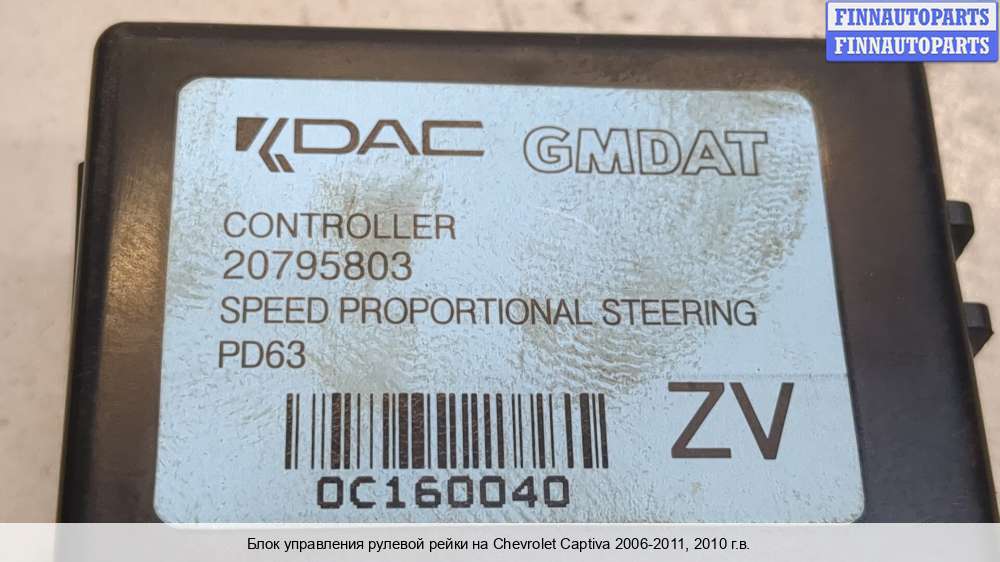 FINNAUTOPARTS
FINNAUTOPARTS
KDAC GMDAT
CONTROLLER
20795803
SPEED PROPORTIONAL STEERING
PD63
ZV
0C160040
Блок управления рулевой рейки на Chevrolet Captiva 2006-2011, 2010 г.в.